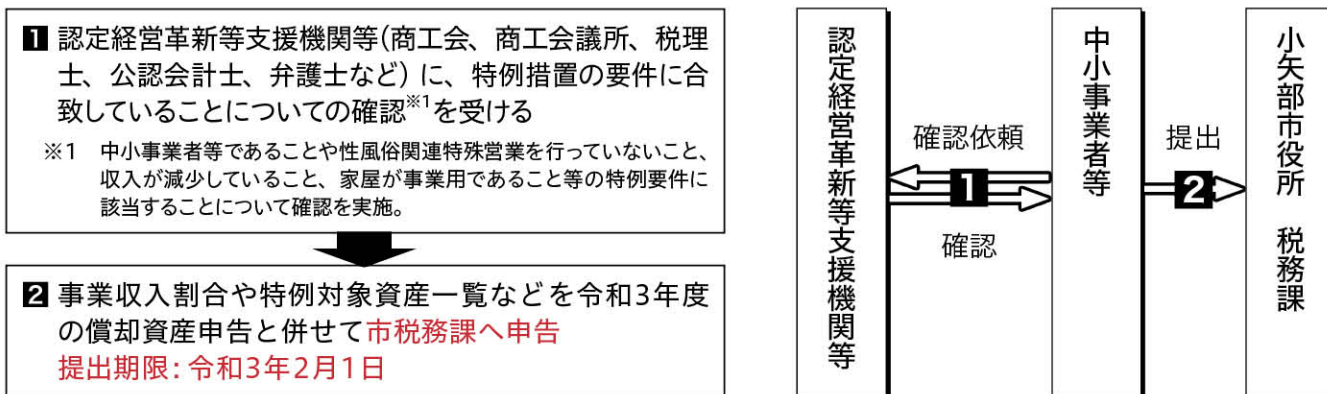 1 認定経営革新等支援機関等(商工会、商工会議所、税理
士、公認会計士、弁護士など)に、特例措置の要件に合
致していることについての確認※1を受ける
※1 中小事業者等であることや性風俗関連特殊営業を行っていないこと、
収入が減少していること、家屋が事業用であること等の特例要件に
該当することについて確認を実施。
2 事業収入割合や特例対象資産一覧などを令和3年度
の償却資産申告と併せて市税務課へ申告
提出期限:令和3年2月1日
認定経営革新等支援機関等
確認依頼
1
確認
中小事業者等
提出
2
小矢部市役所 税務課